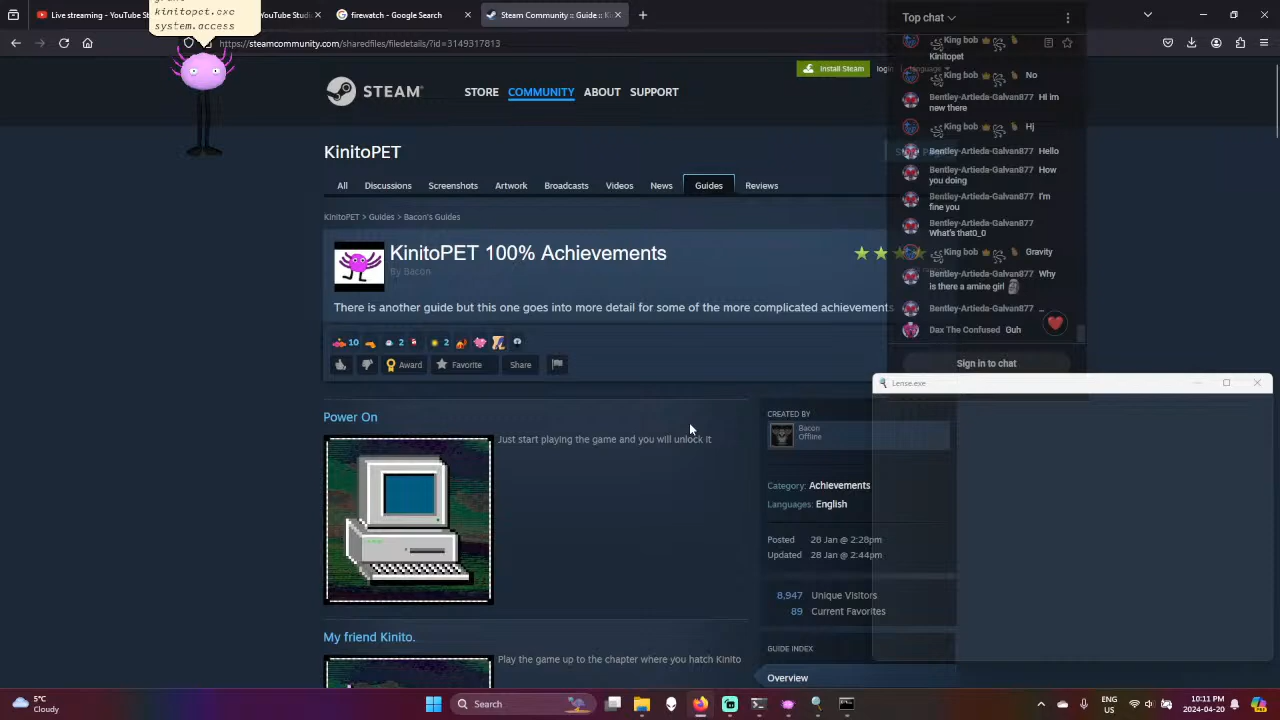 kinitopet.exe
system.access
Live streaming - YouTube Stu
YouTube Studi
Gorepatch - Google Search
Steam Community :: Guide :: Ki
https://steamcommunity.com/sharedfiles/filedetails/?id=3149317813
Install Steam
login
language
STEAM
STORE
COMMUNITY
ABOUT
SUPPORT
KinitoPET
All
Discussions
Screenshots
Artwork
Broadcasts
Videos
News
Guides
Reviews
KinitoPET > Guides > Bacon's Guides
KinitoPET 100% Achievements
By Bacon
There is another guide but this one goes into more detail for some of the more complicated achievements
10
2
2
Award
Favorite
Share
Power On
Just start playing the game and you will unlock it
My friend Kinito.
Play the game up to the chapter where you hatch Kinito
CREATED BY
Bacon
Offline
Category: Achievements
Languages: English
Posted 28 Jan @ 2:28pm
Updated 28 Jan @ 2:44pm
8,947 Unique Visitors
89 Current Favorites
GUIDE INDEX
Overview
Top chat
King bob
Kinitopet
King bob No
Bentley-Artieda-Galvan877 Hi im
new there
King bob Hj
Bentley-Artieda-Galvan877 Hello
Bentley-Artieda-Galvan877 How
you doing
Bentley-Artieda-Galvan877 I'm
fine you
Bentley-Artieda-Galvan877
What's that0_0
King bob Gravity
Bentley-Artieda-Galvan877 Why
is there a amine girl
Bentley-Artieda-Galvan877 ...
Dax The Confused Guh
Sign in to chat
Lense.exe
5°C
Cloudy
Search
ENG
US
10:11 PM
2024-04-20